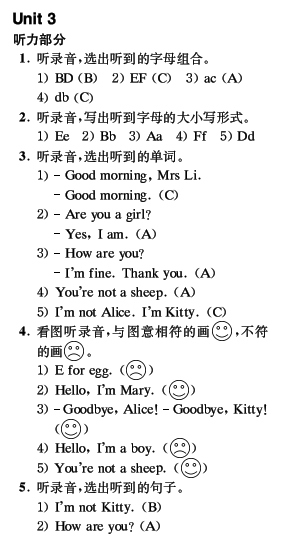 Unit 3
听力部分
1. 听录音,选出听到的字母组合。
1) BD (B) 2) EF (C) 3) ac (A)
4) db (C)
2. 听录音,写出听到字母的大小写形式。
1) Ee 2) Bb 3) Aa 4) Ff 5) Dd
3. 听录音,选出听到的单词。
1) – Good morning, Mrs Li.
– Good morning. (C)
2) – Are you a girl?
– Yes, I am. (A)
3) – How are you?
– I'm fine. Thank you. (A)
4) You're not a sheep. (A)
5) I'm not Alice. I'm Kitty. (C)
4. 看图听录音,与图意相符的画☺,不符
的画☹。
1) E for egg. (☹)
2) Hello, I'm Mary. (☺)
3) – Goodbye, Alice! – Goodbye, Kitty!
(☺)
4) Hello, I'm a boy. (☹)
5) You're not a sheep. (☺)
5. 听录音,选出听到的句子。
1) I'm not Kitty. (B)
2) How are you? (A)